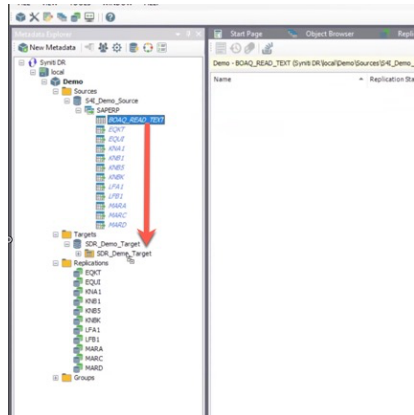 Metadata Explorer
Start Page
Object Browser
Repli
New Metadata
Demo - BOAQ_READ_TEXT (Syniti DR\local\Demo\Sources\S4I_Demo_
Name
Replication Sta
Syniti DR
local
Demo
Sources
S4I_Demo_Source
SAPERP
BOAQ_READ_TEXT
EQKT
EQUI
KNA1
KNB1
KNB5
KNBK
LFA1
LFB1
MARA
MARC
MARD
Targets
SDR_Demo_Target
SDR_Demo_Target
Replications
EQKT
EQUI
KNA1
KNB1
KNB5
KNBK
LFA1
LFB1
MARA
MARC
MARD
Groups